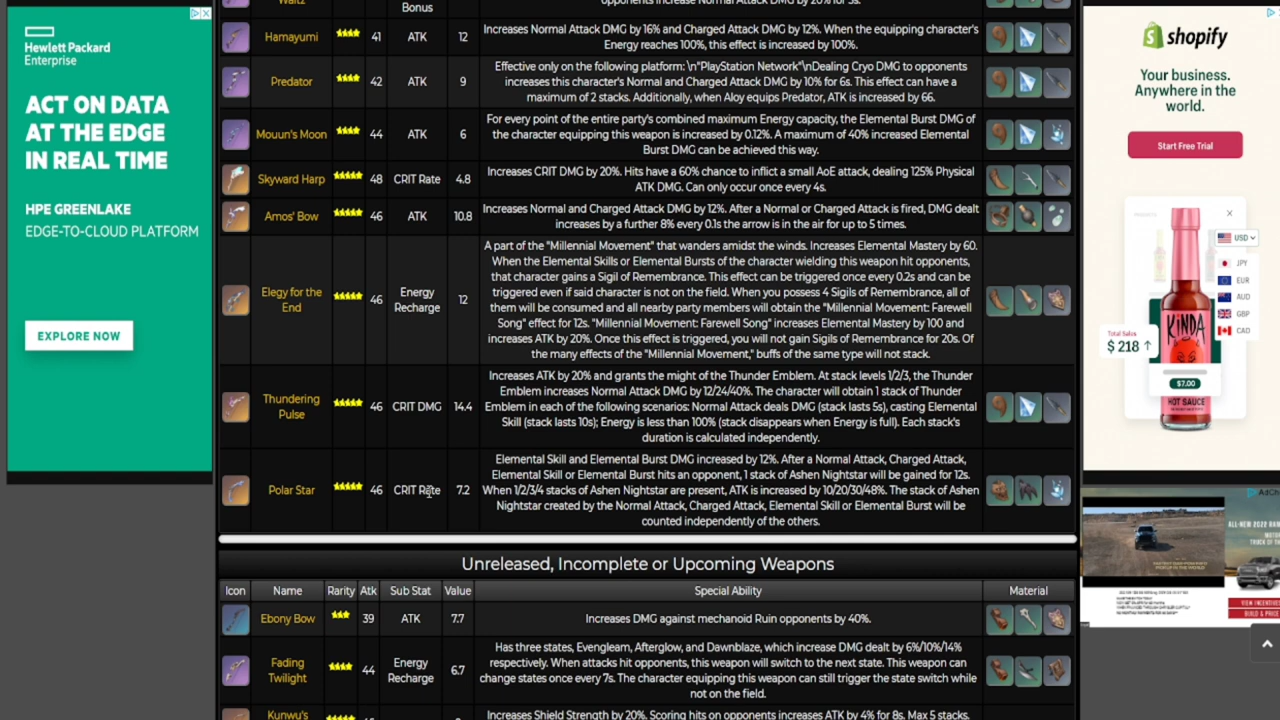 Hewlett Packard
Enterprise
ACT ON DATA
AT THE EDGE
IN REAL TIME
HPE GREENLAKE
EDGE-TO-CLOUD PLATFORM
EXPLORE NOW
Waltz
Bonus
opponents increase Normal Attack DMG by 20% for 5s.
Hamayumi 41 ATK 12
Increases Normal Attack DMG by 16% and Charged Attack DMG by 12%. When the equipping character's
Energy reaches 100%, this effect is increased by 100%.
Predator 42 ATK 9
Effective only on the following platform: \n"PlayStation Network"\nDealing Cryo DMG to opponents
increases this character's Normal and Charged Attack DMG by 10% for 6s. This effect can have a
maximum of 2 stacks. Additionally, when Aloy equips Predator, ATK is increased by 66.
Mouun's Moon 44 ATK 6
For every point of the entire party's combined maximum Energy capacity, the Elemental Burst DMG of
the character equipping this weapon is increased by 0.12%. A maximum of 40% increased Elemental
Burst DMG can be achieved this way.
Skyward Harp 48 CRIT Rate 4.8
Increases CRIT DMG by 20%. Hits have a 60% chance to inflict a small AoE attack, dealing 125% Physical
ATK DMG. Can only occur once every 4s.
Amos' Bow 46 ATK 10.8
Increases Normal and Charged Attack DMG by 12%. After a Normal or Charged Attack is fired, DMG dealt
increases by a further 8% every 0.1s the arrow is in the air for up to 5 times.
Elegy for the
End
46
Energy
Recharge
12
A part of the "Millennial Movement" that wanders amidst the winds. Increases Elemental Mastery by 60.
When the Elemental Skills or Elemental Bursts of the character wielding this weapon hit opponents,
that character gains a Sigil of Remembrance. This effect can be triggered once every 0.2s and can be
triggered even if said character is not on the field. When you possess 4 Sigils of Remembrance, all of
them will be consumed and all nearby party members will obtain the "Millennial Movement: Farewell
Song" effect for 12s. "Millennial Movement: Farewell Song" increases Elemental Mastery by 100 and
increases ATK by 20%. Once this effect is triggered, you will not gain Sigils of Remembrance for 20s. Of
the many effects of the "Millennial Movement," buffs of the same type will not stack.
Thundering
Pulse
46 CRIT DMG 14.4
Increases ATK by 20% and grants the might of the Thunder Emblem. At stack levels 1/2/3, the Thunder
Emblem increases Normal Attack DMG by 12/24/40%. The character will obtain 1 stack of Thunder
Emblem in each of the following scenarios: Normal Attack deals DMG (stack lasts 5s), casting Elemental
Skill (stack lasts 10s); Energy is less than 100% (stack disappears when Energy is full). Each stack's
duration is calculated independently.
Polar Star 46 CRIT Rate 7.2
Elemental Skill and Elemental Burst DMG increased by 12%. After a Normal Attack, Charged Attack,
Elemental Skill or Elemental Burst hits an opponent, 1 stack of Ashen Nightstar will be gained for 12s.
When 1/2/3/4 stacks of Ashen Nightstar are present, ATK is increased by 10/20/30/48%. The stack of Ashen
Nightstar created by the Normal Attack, Charged Attack, Elemental Skill or Elemental Burst will be
counted independently of the others.
Unreleased, Incomplete or Upcoming Weapons
Icon Name Rarity Atk Sub Stat Value Special Ability Material
Ebony Bow 39 ATK 7.7 Increases DMG against enemy Ruin opponents by 40%.
Fading
Twilight
44
Energy
Recharge
6.7
Has three states, Evengleam, Afterglow, and Dawnblaze, which increase DMG dealt by 6%/10%/14%
respectively. When attacks hit opponents, this weapon will switch to the next state. This weapon can
change states once every 7s. The character equipping this weapon can still trigger the state switch while
not on the field.
Kunwu's
Increases Shield Strength by 20%. Scoring hits on opponents increases ATK by 4% for 8s. Max 5 stacks.
shopify
Your business.
Anywhere in the
world.
Start Free Trial
PRODUCTS
USD
JPY
EUR
AUD
GBP
CAD
Total Sales
$ 218 ↑
KINDA
HOT SAUCE
$7.00
ALL-NEW 2022
TRUCK OF
VIEW INCENTIVES
BUILD & PRICE